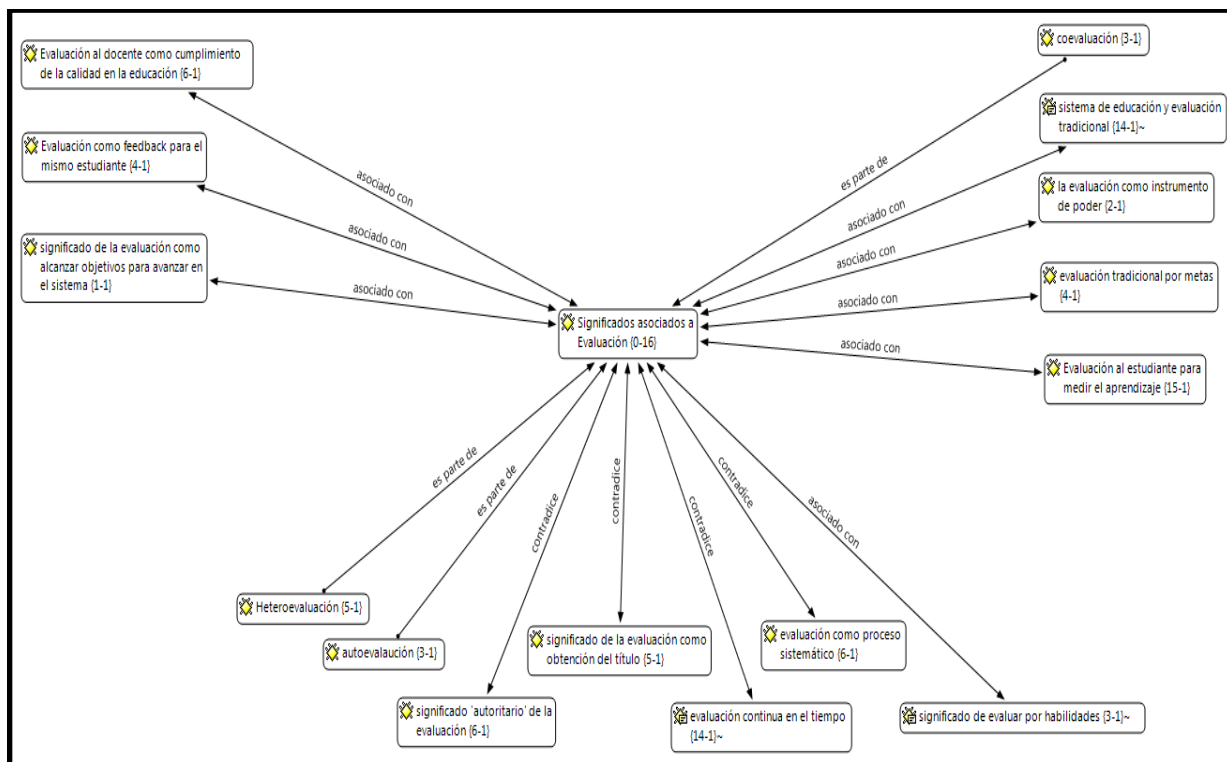 Evaluación al docente como cumplimiento
de la calidad en la educación {6-1}
coevaluación {3-1}
sistema de educación y evaluación
tradicional {14-1}~
Evaluación como feedback para el
mismo estudiante {4-1}
la evaluación como instrumento
de poder {2-1}
significado de la evaluación como
alcanzar objetivos para avanzar en
el sistema {1-1}
evaluación tradicional por metas
{4-1}
Evaluación al estudiante para
medir el aprendizaje {15-1}
asociado con
asociado con
asociado con
es parte de
asociado con
asociado con
asociado con
asociado con
Significados asociados a
Evaluación {0-16}
es parte de
es parte de
contradice
contradice
contradice
contradice
asociado con
Heteroevaluación {5-1}
autoevalaución {3-1}
significado 'autoritario' de la
evaluación {6-1}
significado de la evaluación como
obtención del título {5-1}
evaluación continua en el tiempo
{14-1}~
evaluación como proceso
sistemático {6-1}
significado de evaluar por habilidades {3-1}~